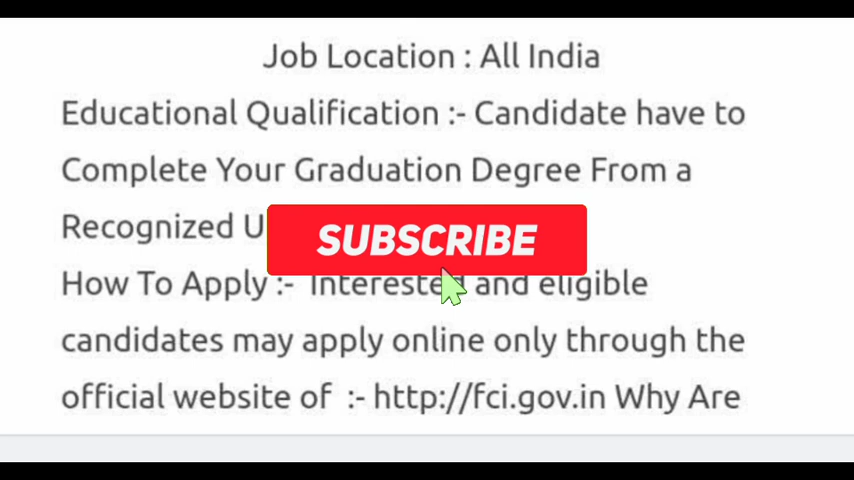 Job Location : All India
Educational Qualification :- Candidate have to
Complete Your Graduation Degree From a
Recognized
SUBSCRIBE
How To Apply :- Interested and eligible
candidates may apply online only through the
official website of :- http://fci.gov.in Why Are